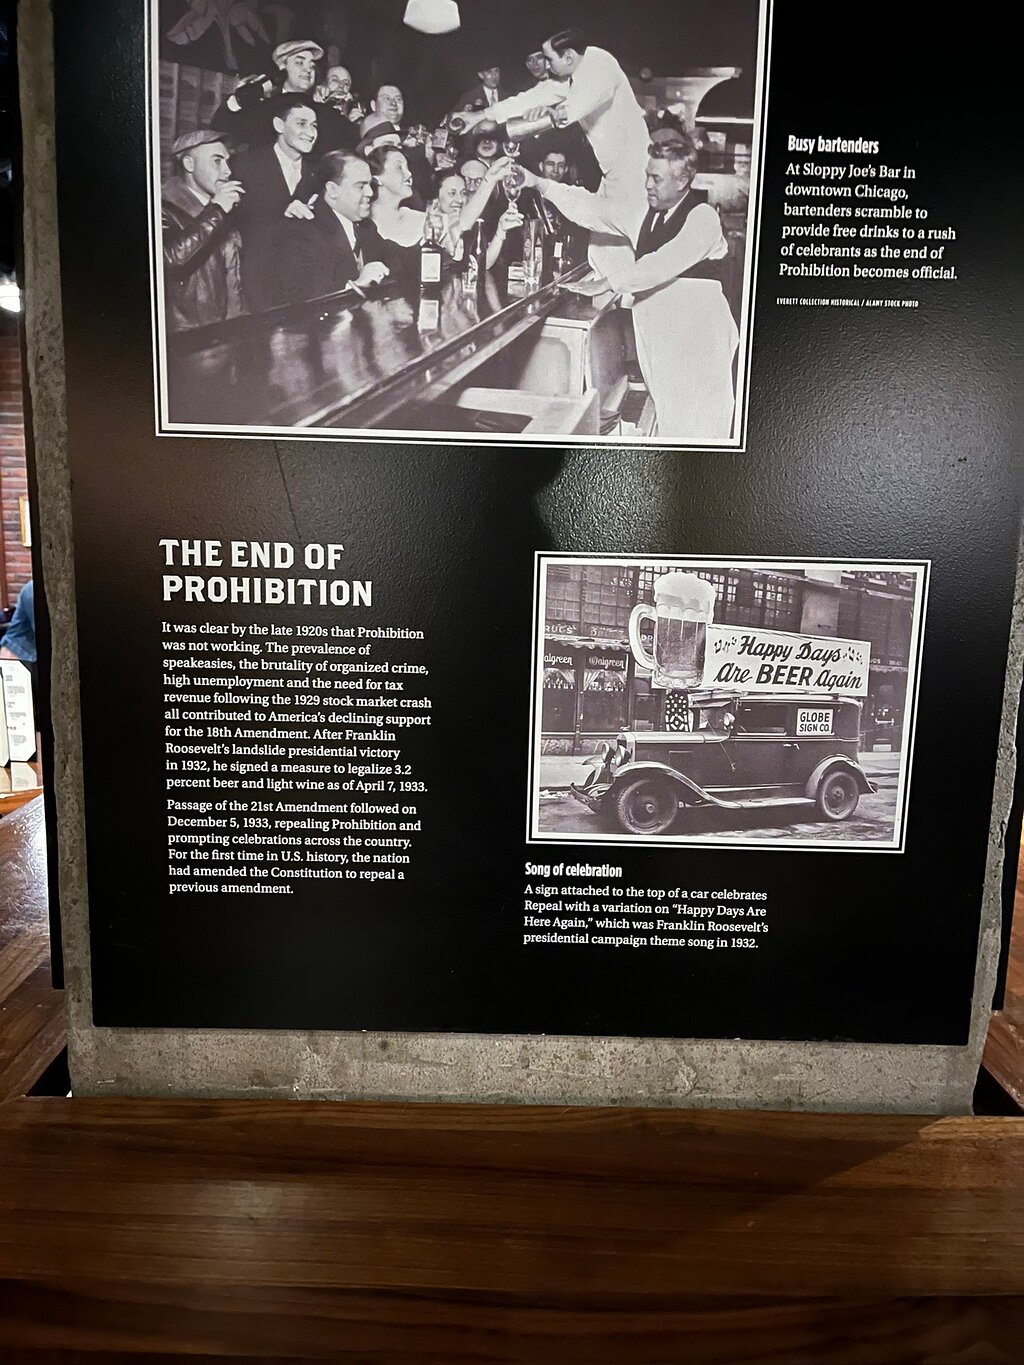 Busy bartenders
At Sloppy Joe's Bar in
downtown Chicago,
bartenders scramble to
provide free drinks to a rush
of celebrants as the end of
Prohibition becomes official.
EVERETT COLLECTION HISTORICAL / ALAMY STOCK PHOTO
THE END OF
PROHIBITION
It was clear by the late 1920s that Prohibition
was not working. The prevalence of
speakeasies, the brutality of organized crime,
high unemployment and the need for tax
revenue following the 1929 stock market crash
all contributed to America's declining support
for the 18th Amendment. After Franklin
Roosevelt's landslide presidential victory
in 1932, he signed a measure to legalize 3.2
percent beer and light wine as of April 7, 1933.
Passage of the 21st Amendment followed on
December 5, 1933, repealing Prohibition and
prompting celebrations across the country.
For the first time in U.S. history, the nation
had amended the Constitution to repeal a
previous amendment.
Happy Days
Are BEER Again
GLOBE
SIGN CO.
Song of celebration
A sign attached to the top of a car celebrates
Repeal with a variation on "Happy Days Are
Here Again," which was Franklin Roosevelt's
presidential campaign theme song in 1932.